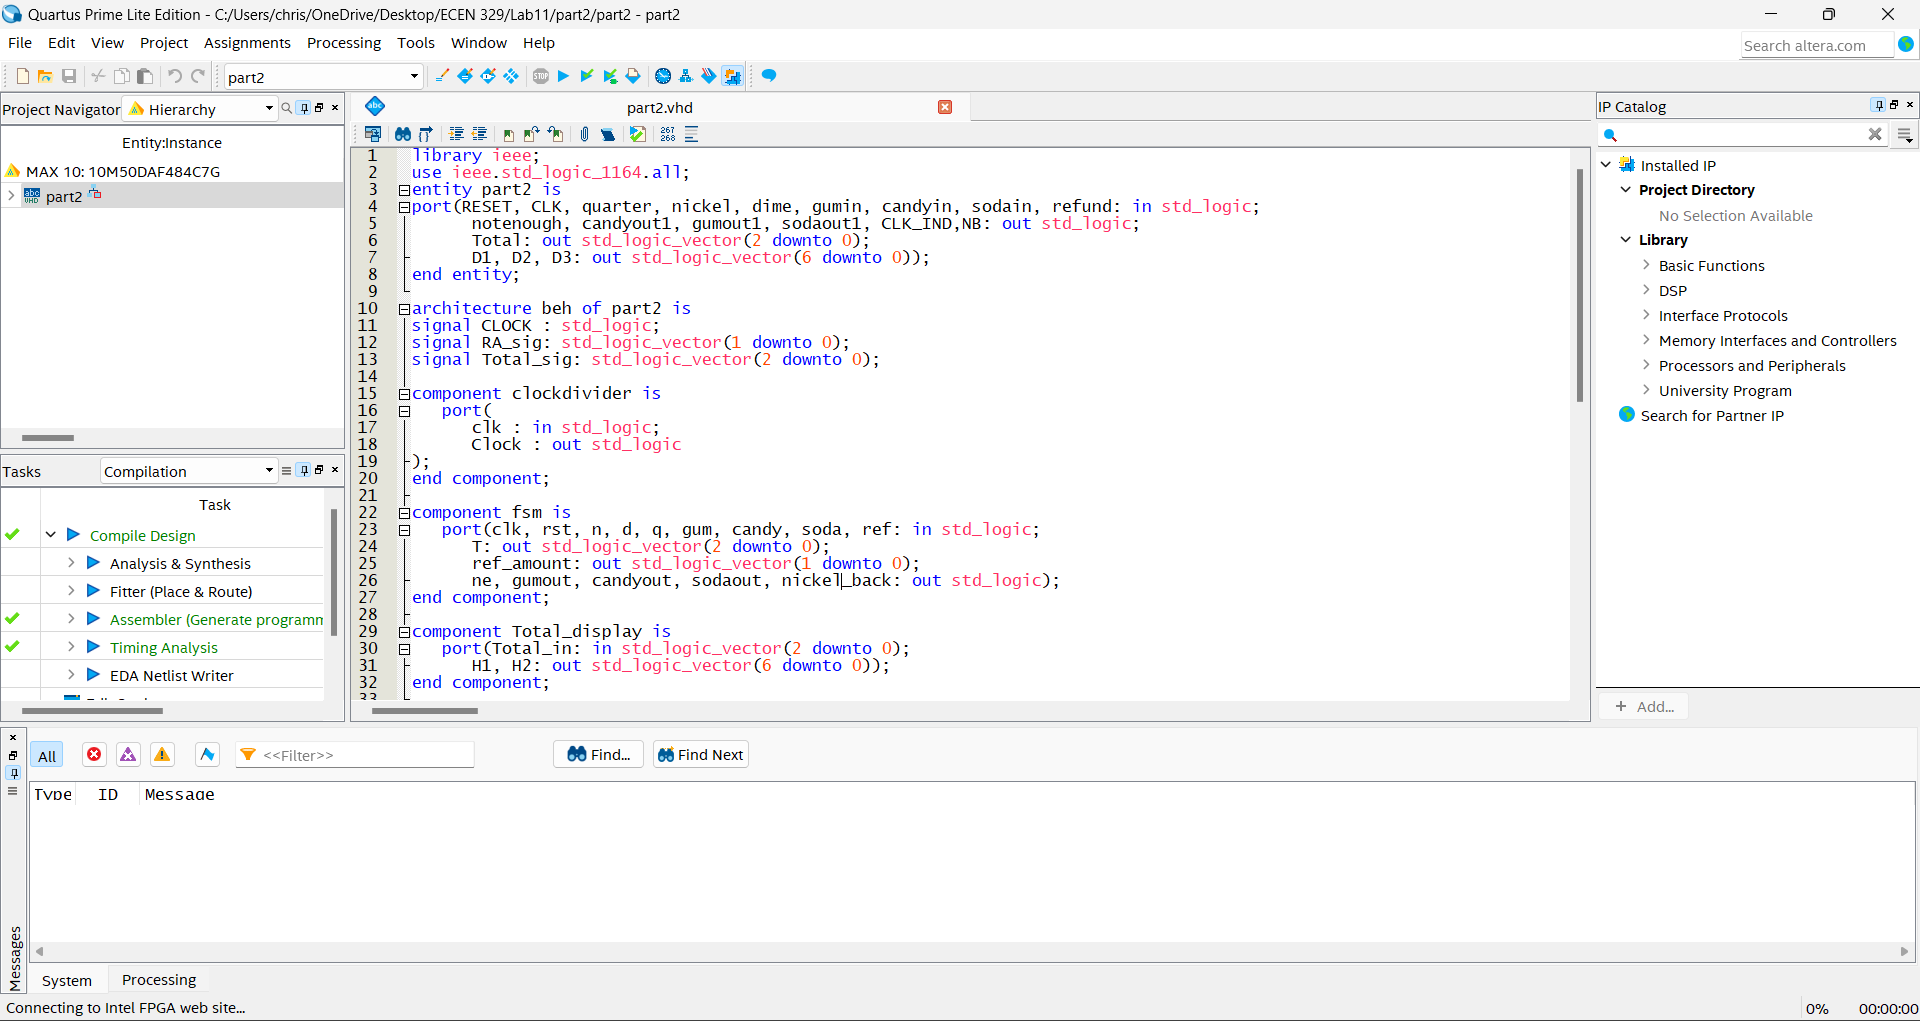 Quartus Prime Lite Edition - C:/Users/chris/OneDrive/Desktop/ECEN 329/Lab11/part2/part2 - part2
File Edit View Project Assignments Processing Tools Window Help
Search altera.com
part2
Project Navigator Hierarchy
Entity:Instance
MAX 10: 10M50DAF484C7G
part2
Tasks Compilation
Task
Compile Design
Analysis & Synthesis
Fitter (Place & Route)
Assembler (Generate programm
Timing Analysis
EDA Netlist Writer
part2.vhd
267
268
1 library ieee;
2 use ieee.std_logic_1164.all;
3 entity part2 is
4 port(RESET, CLK, quarter, nickel, dime, gumin, candyin, sodain, refund: in std_logic;
5 notenough, candyout1, gumout1, sodaout1, CLK_IND,NB: out std_logic;
6 Total: out std_logic_vector(2 downto 0);
7 D1, D2, D3: out std_logic_vector(6 downto 0));
8 end entity;
9
10 architecture beh of part2 is
11 signal CLOCK : std_logic;
12 signal RA_sig: std_logic_vector(1 downto 0);
13 signal Total_sig: std_logic_vector(2 downto 0);
14
15 component clockdivider is
16 port(
17 clk : in std_logic;
18 Clock : out std_logic
19 );
20 end component;
21
22 component fsm is
23 port(clk, rst, n, d, q, gum, candy, soda, ref: in std_logic;
24 T: out std_logic_vector(2 downto 0);
25 ref_amount: out std_logic_vector(1 downto 0);
26 ne, gumout, candyout, sodaout, nickel_back: out std_logic);
27 end component;
28
29 component Total_display is
30 port(Total_in: in std_logic_vector(2 downto 0);
31 H1, H2: out std_logic_vector(6 downto 0));
32 end component;
33
IP Catalog
Installed IP
Project Directory
No Selection Available
Library
Basic Functions
DSP
Interface Protocols
Memory Interfaces and Controllers
Processors and Peripherals
University Program
Search for Partner IP
+ Add...
All <<Filter>> Find... Find Next
Type ID Message
Messages
System Processing
Connecting to Intel FPGA web site...
0% 00:00:00